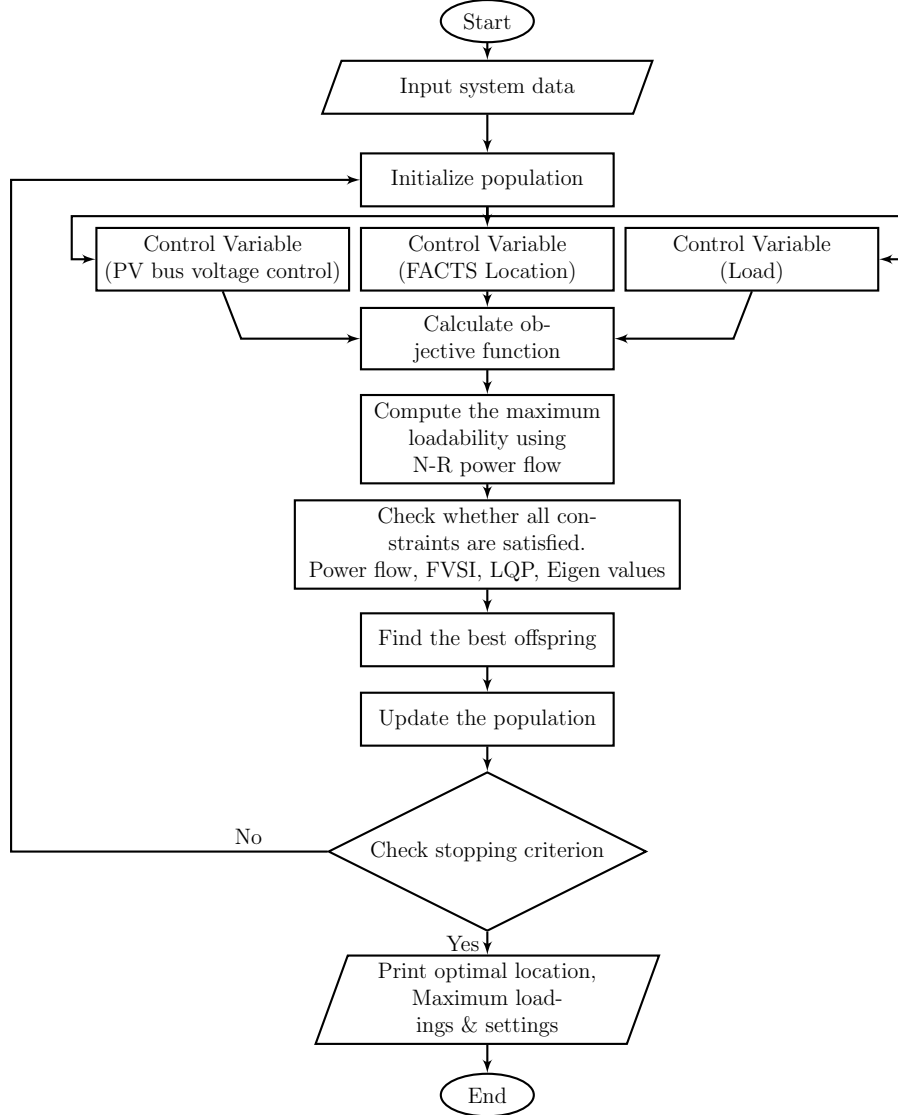 Start
Input system data
Initialize population
Control Variable
(PV bus voltage control)
Control Variable
(FACTS Location)
Control Variable
(Load)
Calculate ob-
jective function
Compute the maximum
loadability using
N-R power flow
Check whether all con-
straints are satisfied.
Power flow, FVSI, LQP, Eigen values
Find the best offspring
Update the population
No
Check stopping criterion
Yes
Print optimal location,
Maximum load-
ings & settings
End